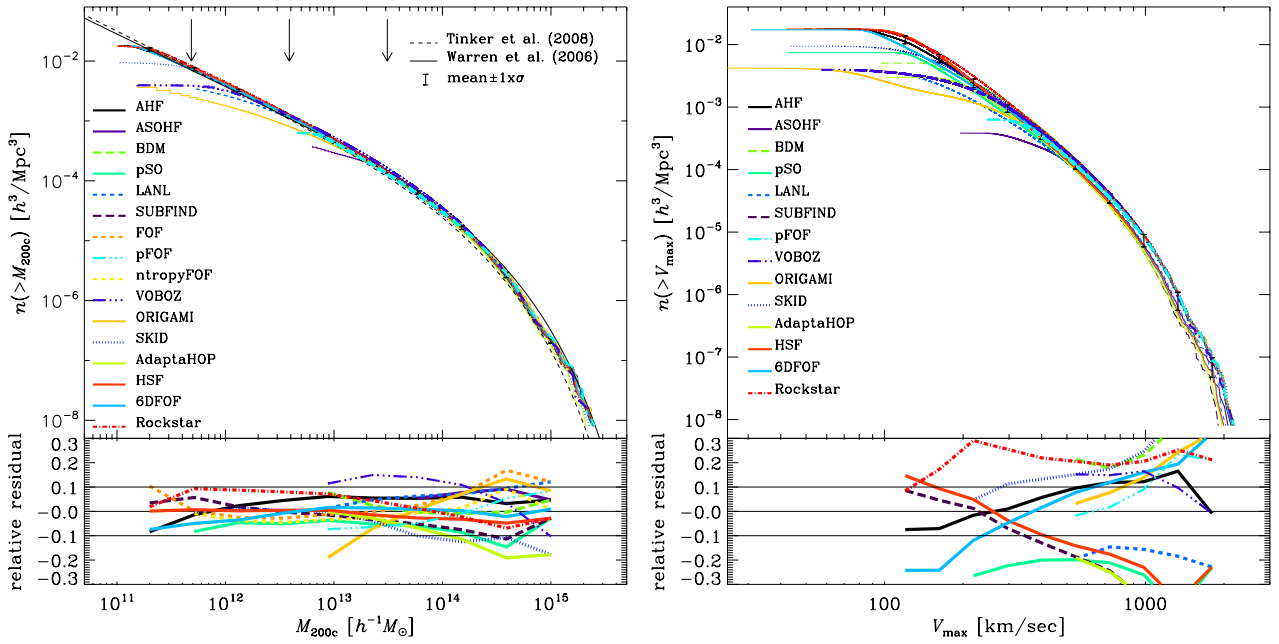 Tinker et al. (2008)
Warren et al. (2006)
mean±1xσ
AHF
ASOHF
BDM
pSO
LANL
SUBFIND
FOF
pFOF
ntropyFOF
VOBOZ
ORIGAMI
SKID
AdaptaHOP
HSF
6DFOF
Rockstar
n(>M200c) [h³/Mpc³]
10⁻²
10⁻⁴
10⁻⁶
10⁻⁸
relative residual
0.3
0.2
0.1
−0.0
−0.1
−0.2
−0.3
10¹¹
10¹²
10¹³
10¹⁴
10¹⁵
M200c [h⁻¹M⊙]
AHF
ASOHF
BDM
pSO
LANL
SUBFIND
pFOF
VOBOZ
ORIGAMI
SKID
AdaptaHOP
HSF
6DFOF
Rockstar
n(>Vmax) [h³/Mpc³]
10⁻²
10⁻³
10⁻⁴
10⁻⁵
10⁻⁶
10⁻⁷
10⁻⁸
relative residual
0.3
0.2
0.1
−0.0
−0.1
−0.2
−0.3
100
1000
Vmax [km/sec]